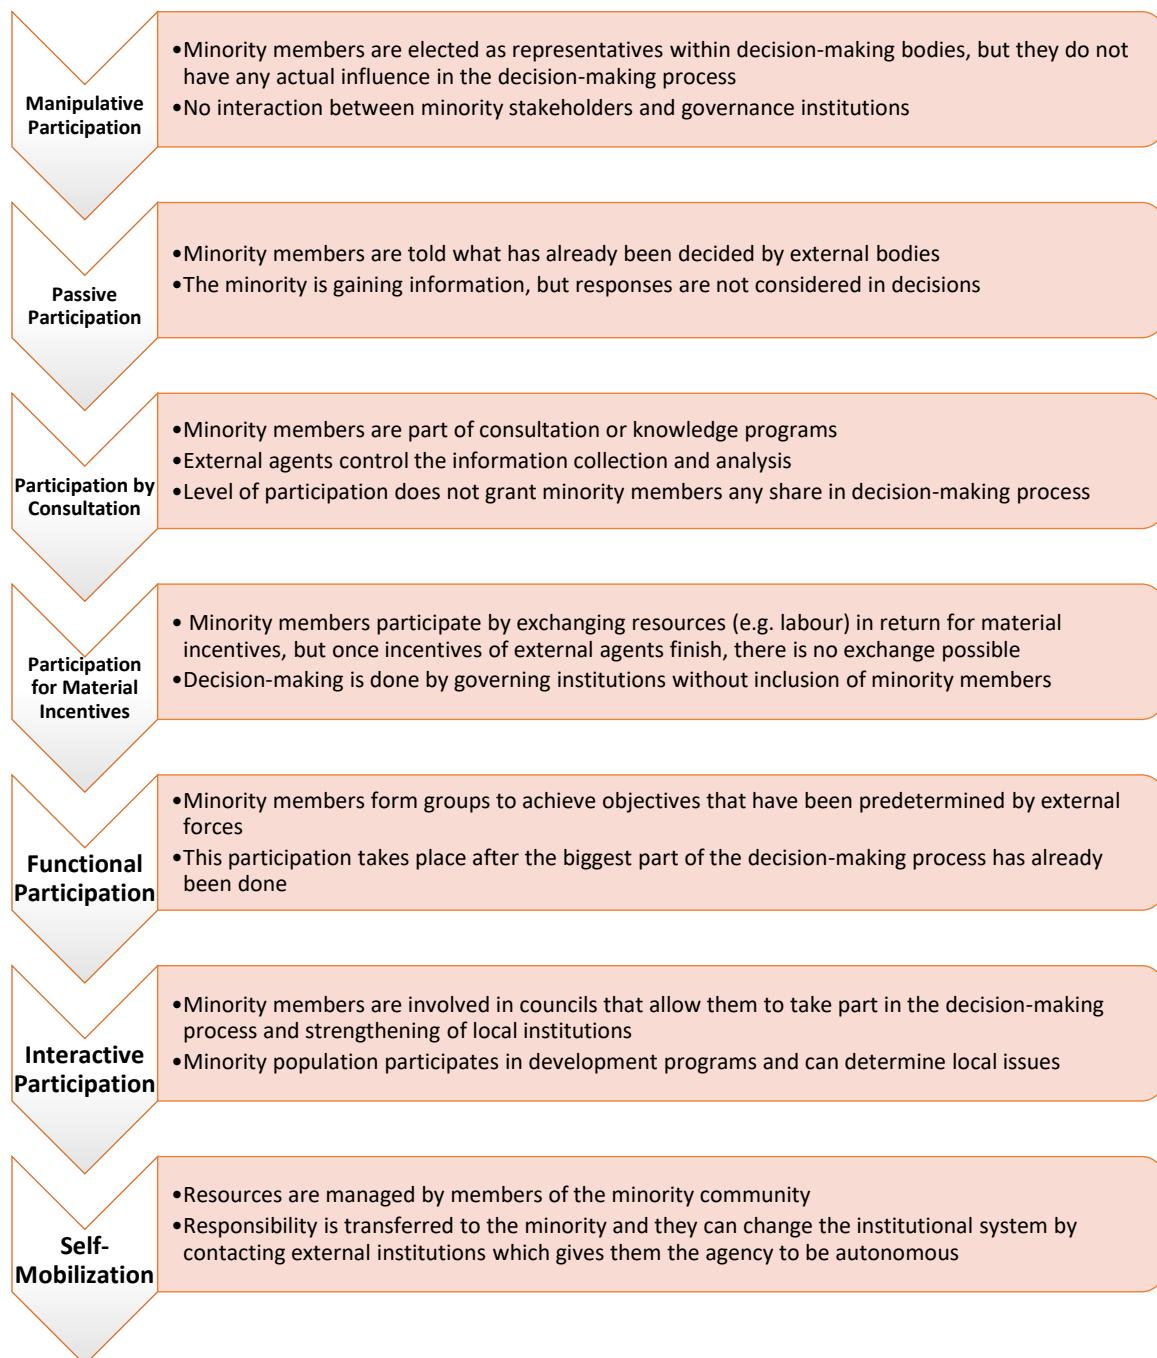 Manipulative
Participation
•Minority members are elected as representatives within decision-making bodies, but they do not
have any actual influence in the decision-making process
•No interaction between minority stakeholders and governance institutions
Passive
Participation
•Minority members are told what has already been decided by external bodies
•The minority is gaining information, but responses are not considered in decisions
Participation by
Consultation
•Minority members are part of consultation or knowledge programs
•External agents control the information collection and analysis
•Level of participation does not grant minority members any share in decision-making process
Participation
for Material
Incentives
• Minority members participate by exchanging resources (e.g. labour) in return for material
incentives, but once incentives of external agents finish, there is no exchange possible
•Decision-making is done by governing institutions without inclusion of minority members
Functional
Participation
•Minority members form groups to achieve objectives that have been predetermined by external
forces
•This participation takes place after the biggest part of the decision-making process has already
been done
Interactive
Participation
•Minority members are involved in councils that allow them to take part in the decision-making
process and strengthening of local institutions
•Minority population participates in development programs and can determine local issues
Self-
Mobilization
•Resources are managed by members of the minority community
•Responsibility is transferred to the minority and they can change the institutional system by
contacting external institutions which gives them the agency to be autonomous